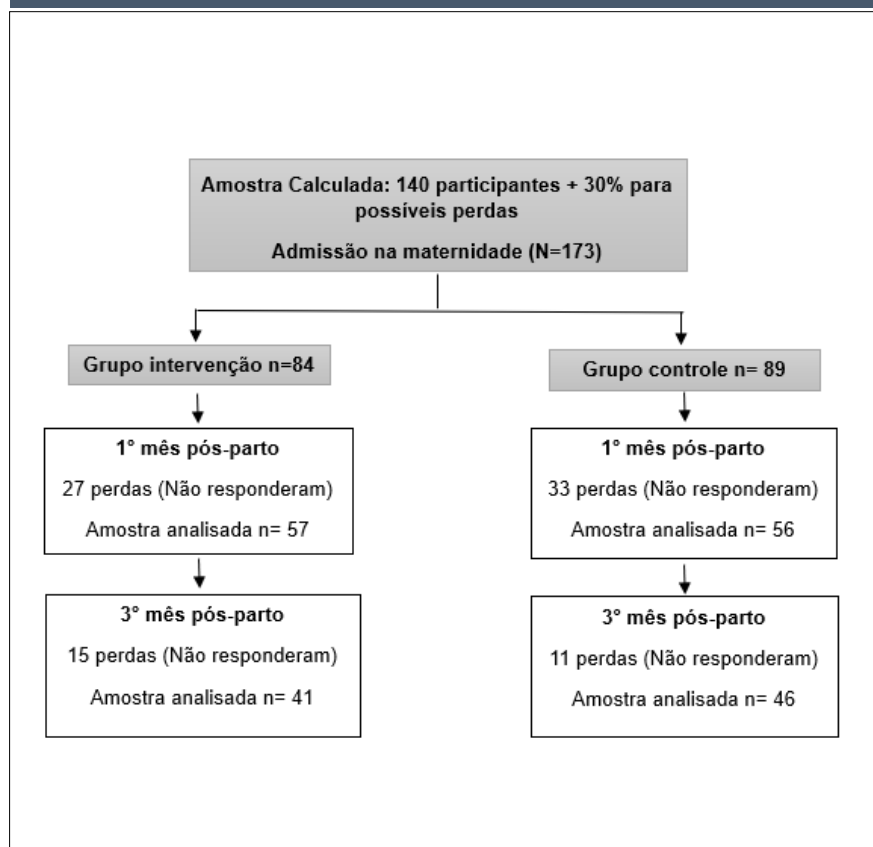 Amostra Calculada: 140 participantes + 30% para
possíveis perdas
Admissão na maternidade (N=173)
Grupo intervenção n=84
Grupo controle n= 89
1° mês pós-parto
27 perdas (Não responderam)
Amostra analisada n= 57
1° mês pós-parto
33 perdas (Não responderam)
Amostra analisada n= 56
3° mês pós-parto
15 perdas (Não responderam)
Amostra analisada n= 41
3° mês pós-parto
11 perdas (Não responderam)
Amostra analisada n= 46